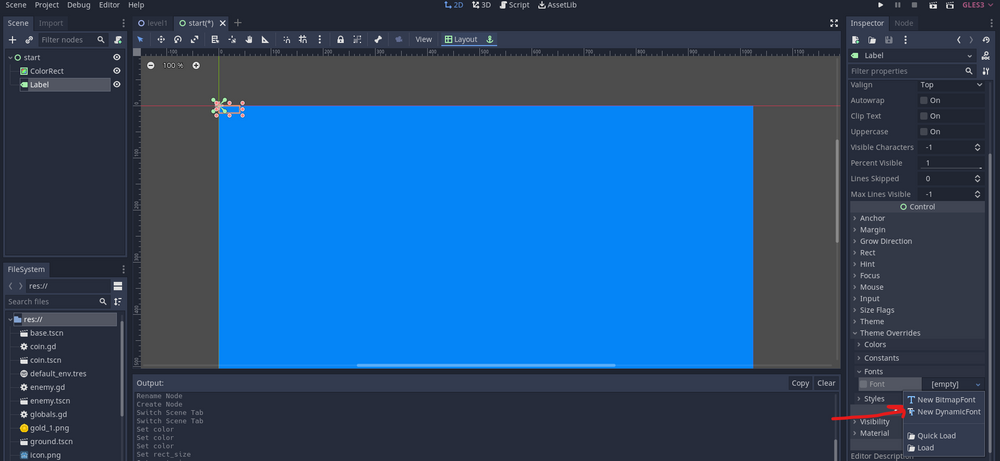 Scene Project Debug Editor Help
2D 3D Script AssetLib
GLES3
Scene Import
level1 start(*)
Inspector Node
Filter nodes
View Layout
start
ColorRect
Label
100 %
Label
Filter properties
Valign Top
Autowrap On
Clip Text On
Uppercase On
Visible Characters -1
Percent Visible 1
Lines Skipped 0
Max Lines Visible -1
Control
Anchor
Margin
Grow Direction
Rect
Hint
Focus
Mouse
Input
Size Flags
Theme
Theme Overrides
Colors
Constants
Fonts
Font [empty]
Styles
New BitmapFont
New DynamicFont
Visibility
Material
Quick Load
Load
Editor Description
FileSystem
res://
Search files
res://
base.tscn
coin.gd
coin.tscn
default_env.tres
enemy.gd
enemy.tscn
globals.gd
gold_1.png
ground.tscn
icon.png
Output: Copy Clear
Rename Node
Create Node
Switch Scene Tab
Switch Scene Tab
Set color
Set color
Set color
Set rect_size